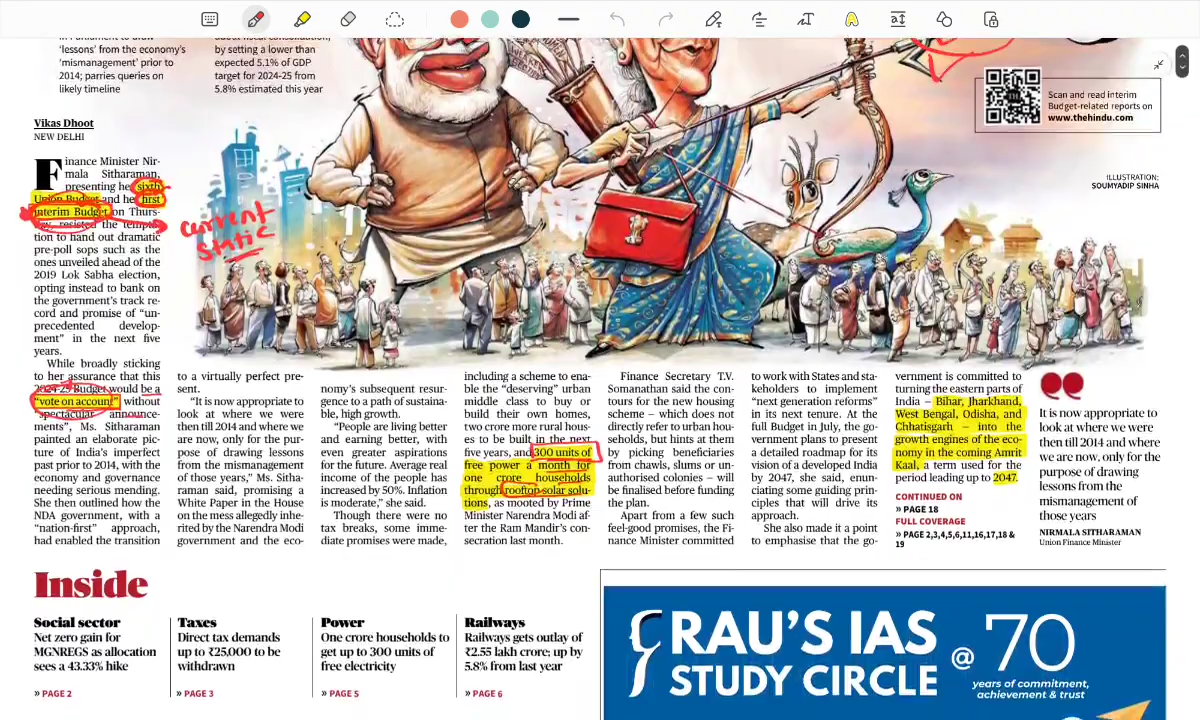 in Parliament to draw
‘lessons’ from the economy’s
‘mismanagement’ prior to
2014; parries queries on
likely timeline
about fiscal consolidation,
by setting a lower than
expected 5.1% of GDP
target for 2024-25 from
5.8% estimated this year
Scan and read interim
Budget-related reports on
www.thehindu.com
ILLUSTRATION:
SOUMYADIP SINHA
Vikas Dhoot
NEW DELHI
Finance Minister Nir-
mala Sitharaman,
presenting her sixth
Union Budget and her first
interim Budget on Thurs-
day, resisted the tempta-
tion to hand out dramatic
pre-poll sops such as the
ones unveiled ahead of the
2019 Lok Sabha election,
opting instead to bank on
the government’s track re-
cord and promise of “un-
precedented develop-
ment” in the next five
years.
While broadly sticking
to her assurance that this
2024-25 Budget would be a
“vote on account” without
“spectacular announce-
ments”, Ms. Sitharaman
painted an elaborate pic-
ture of India’s imperfect
past prior to 2014, with the
economy and governance
needing serious mending.
She then outlined how the
NDA government, with a
“nation-first” approach,
had enabled the transition
current
static
to a virtually perfect pre-
sent.
“It is now appropriate to
look at where we were
then till 2014 and where we
are now, only for the pur-
pose of drawing lessons
from the mismanagement
of those years,” Ms. Sitha-
raman said, promising a
White Paper in the House
on the mess allegedly inhe-
rited by the Narendra Modi
government and the eco-
nomy’s subsequent resur-
gence to a path of sustaina-
ble, high growth.
“People are living better
and earning better, with
even greater aspirations
for the future. Average real
income of the people has
increased by 50%. Inflation
is moderate,” she said.
Though there were no
tax breaks, some imme-
diate promises were made,
including a scheme to ena-
ble the “deserving” urban
middle class to buy or
build their own homes,
two crore more rural hous-
es to be built in the next
five years, and 300 units of
free power a month for
one crore households
through rooftop solar solu-
tions, as mooted by Prime
Minister Narendra Modi af-
ter the Ram Mandir’s con-
secration last month.
Finance Secretary T.V.
Somanathan said the con-
tours for the new housing
scheme – which does not
directly refer to urban hou-
seholds, but hints at them
by picking beneficiaries
from chawls, slums or un-
authorised colonies – will
be finalised before funding
the plan.
Apart from a few such
feel-good promises, the Fi-
nance Minister committed
to work with States and sta-
keholders to implement
“next generation reforms”
in its next tenure. At the
full Budget in July, the go-
vernment plans to present
a detailed roadmap for its
vision of a developed India
by 2047, she said, enun-
ciating some guiding prin-
ciples that will drive its
approach.
She also made it a point
to emphasise that the go-
vernment is committed to
turning the eastern parts of
India – Bihar, Jharkhand,
West Bengal, Odisha, and
Chhatisgarh – into the
growth engines of the eco-
nomy in the coming Amrit
Kaal, a term used for the
period leading up to 2047.
CONTINUED ON
» PAGE 18
FULL COVERAGE
» PAGE 2,3,4,5,6,11,16,17,18 &
19
It is now appropriate to
look at where we were
then till 2014 and where
we are now, only for the
purpose of drawing
lessons from the
mismanagement of
those years
NIRMALA SITHARAMAN
Union Finance Minister
Inside
Social sector
Net zero gain for
MGNREGS as allocation
sees a 43.33% hike
» PAGE 2
Taxes
Direct tax demands
up to ₹25,000 to be
withdrawn
» PAGE 3
Power
One crore households to
get up to 300 units of
free electricity
» PAGE 5
Railways
Railways gets outlay of
₹2.55 lakh crore; up by
5.8% from last year
» PAGE 6
RAU’S IAS
STUDY CIRCLE
@ 70
years of commitment,
achievement & trust